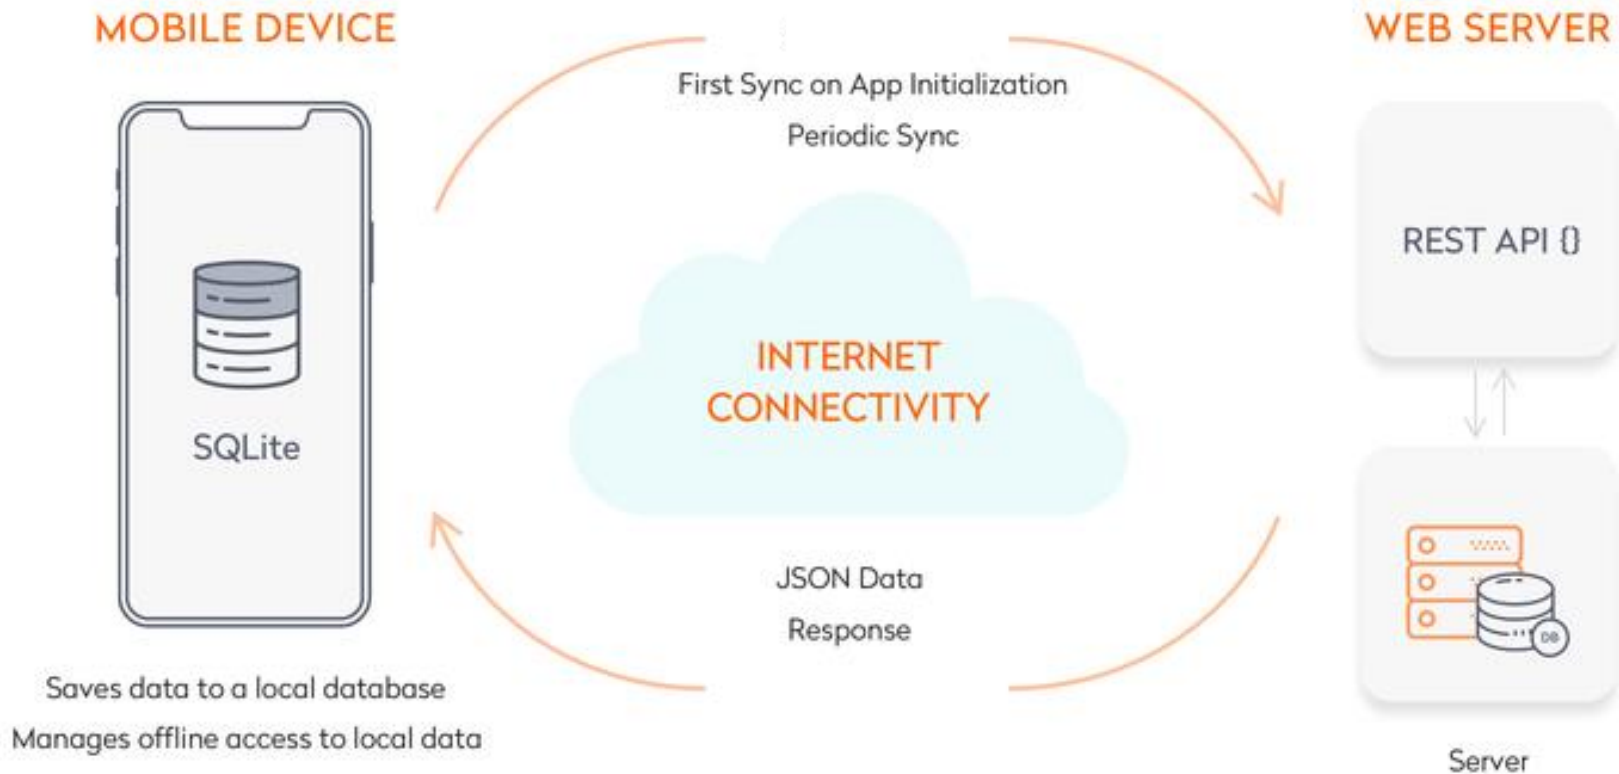 MOBILE DEVICE
SQLite
Saves data to a local database
Manages offline access to local data
First Sync on App Initialization
Periodic Sync
INTERNET
CONNECTIVITY
JSON Data
Response
WEB SERVER
REST API {}
DB
Server